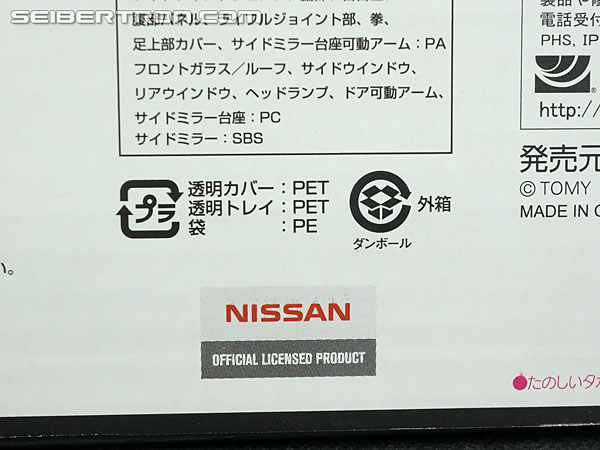 SEIBERTRON.COM
足上部カバー、サイドミラー台座可動アーム：PA
フロントガラス／ルーフ、サイドウインドウ、
リアウインドウ、ヘッドランプ、ドア可動アーム、
サイドミラー台座：PC
サイドミラー：SBS
電話受付
PHS, IP
®
http://
発売元
© TOMY
MADE IN C
プラ
透明カバー：PET
透明トレイ：PET
袋　　　　：PE
外箱
ダンボール
い。
NISSAN
OFFICIAL LICENSED PRODUCT
●たのしいタカ